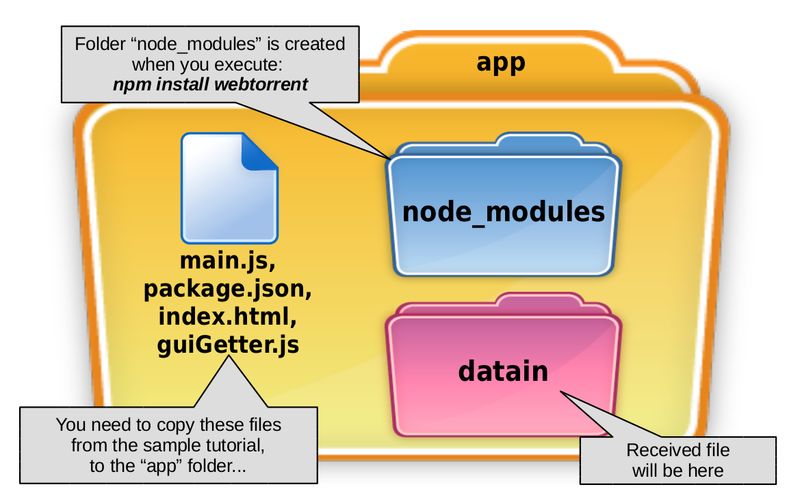 Folder “node_modules” is created
when you execute:
npm install webtorrent
app
node_modules
main.js,
package.json,
index.html,
guiGetter.js
datain
You need to copy these files
from the sample tutorial,
to the “app” folder...
Received file
will be here